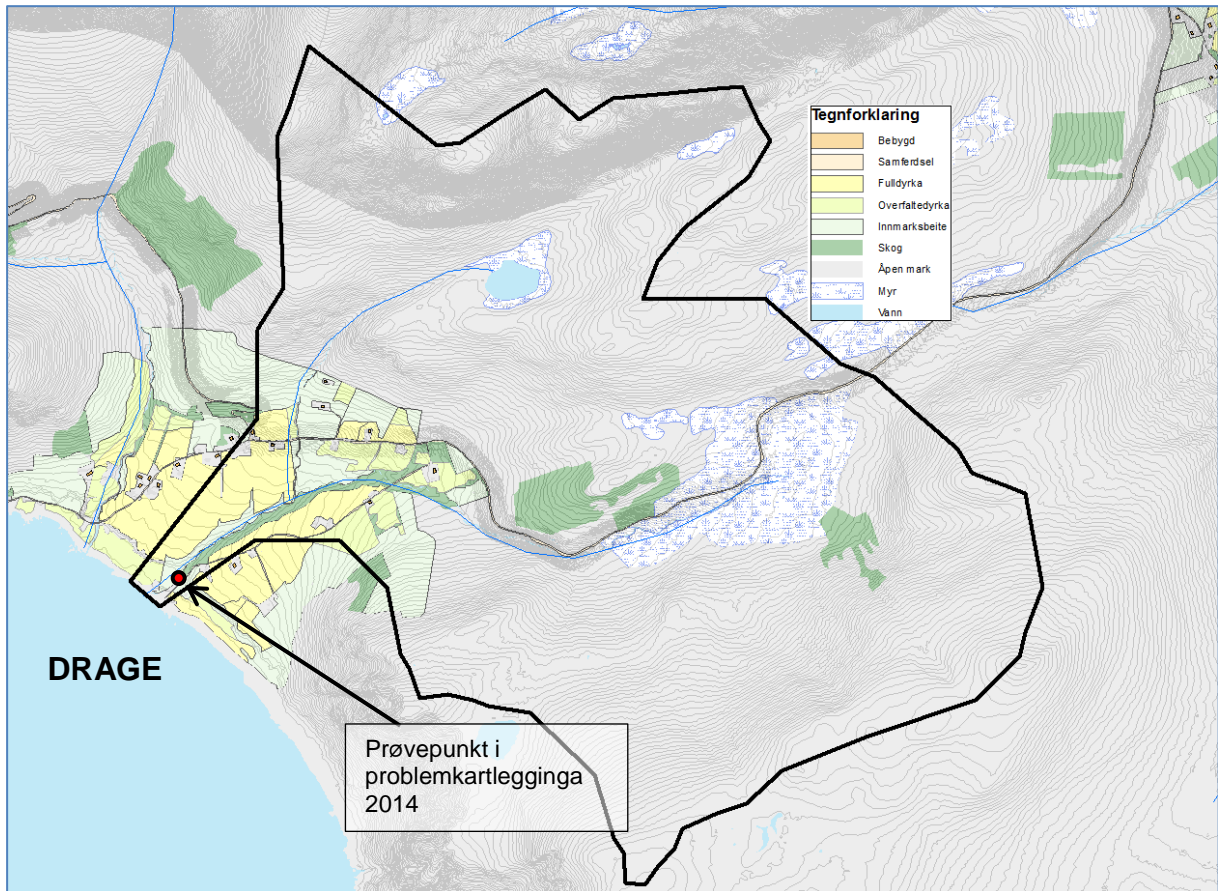 Tegnforklaring
Bebygd
Samferdsel
Fulldyrka
Overfaltedyrka
Innmarksbeite
Skog
Åpen mark
Myr
Vann
DRAGE
Prøvepunkt i
problemkartlegginga
2014